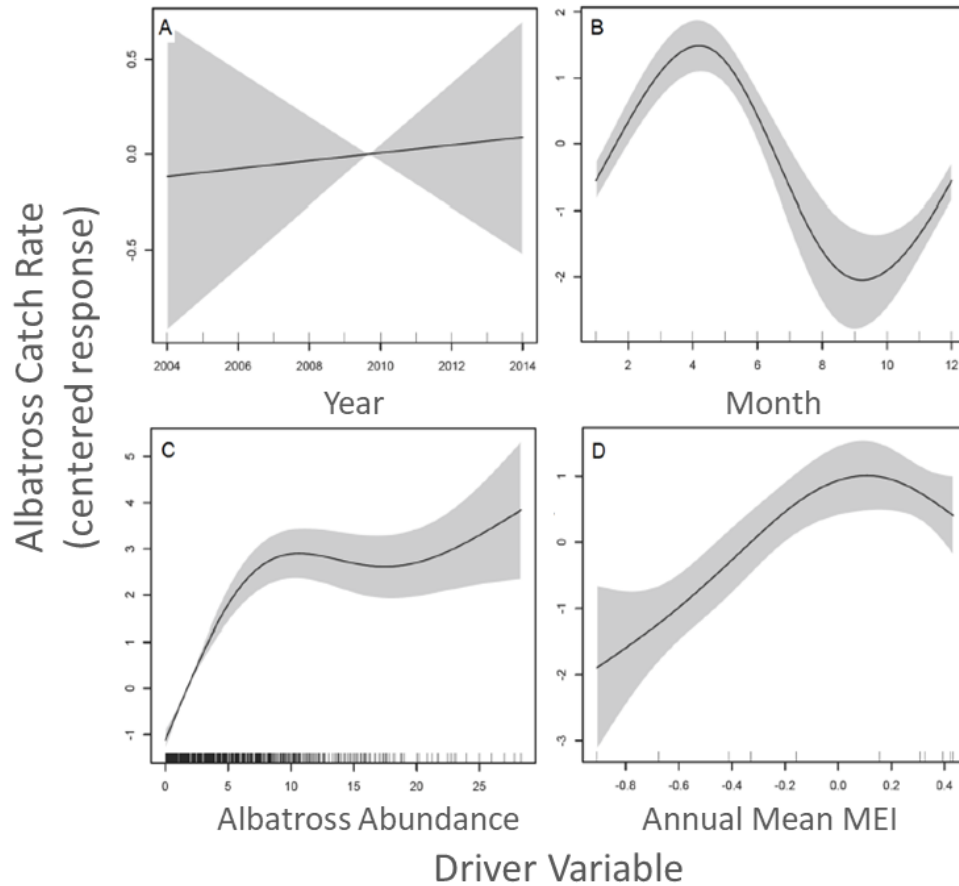 Albatross Catch Rate
(centered response)
A
0.5
0.0
-0.5
2004 2006 2008 2010 2012 2014
Year
B
2
1
0
-1
-2
2 4 6 8 10 12
Month
C
5
4
3
2
1
0
-1
0 5 10 15 20 25
Albatross Abundance
D
1
0
-1
-2
-3
-0.8 -0.6 -0.4 -0.2 0.0 0.2 0.4
Annual Mean MEI
Driver Variable